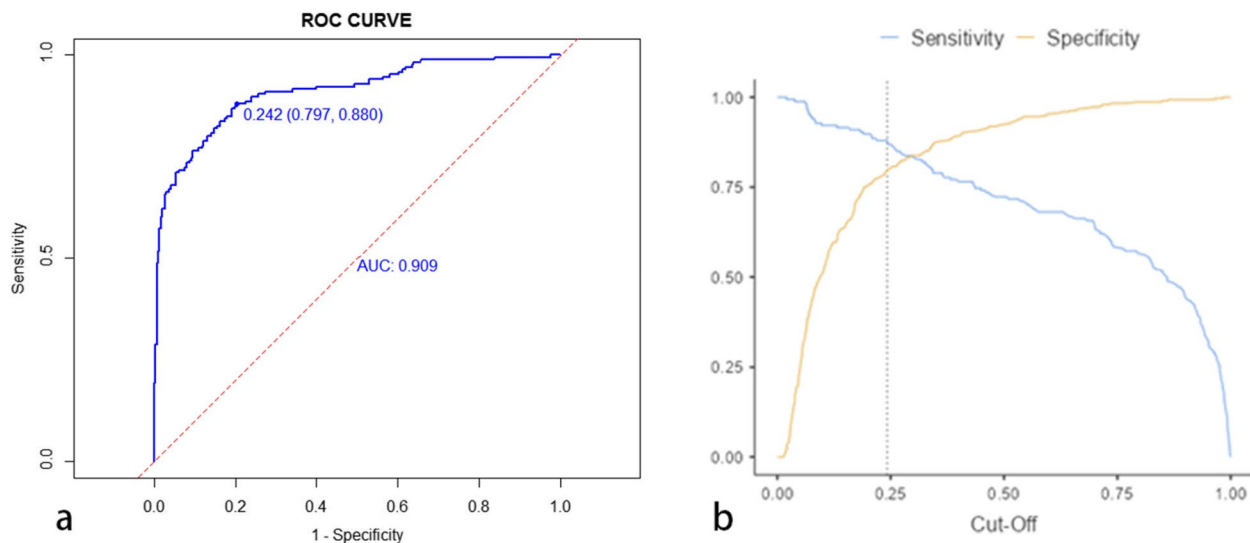 ROC CURVE
1.0
0.5
0.0
Sensitivity
0.242 (0.797, 0.880)
AUC: 0.909
0.0 0.2 0.4 0.6 0.8 1.0
1 - Specificity
a
Sensitivity Specificity
1.00
0.75
0.50
0.25
0.00
0.00 0.25 0.50 0.75 1.00
Cut-Off
b